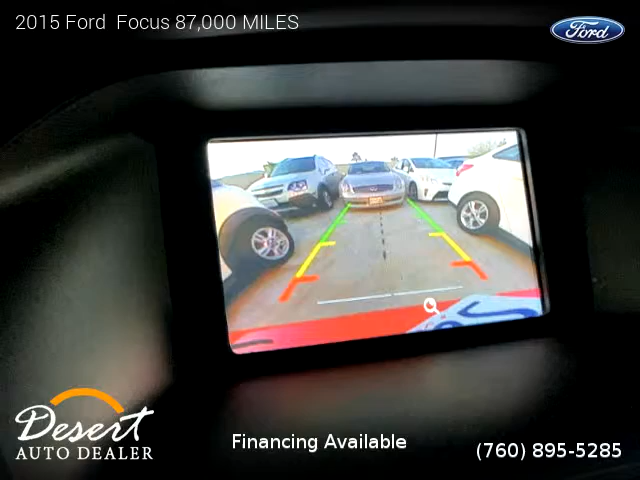 2015 Ford  Focus 87,000 MILES
Ford
Desert
AUTO DEALER
Financing Available
(760) 895-5285